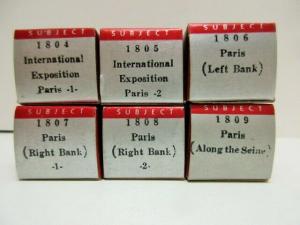 SUBJECT
1804
International
Exposition
Paris -1-
SUBJECT
1805
International
Exposition
Paris -2
SUBJECT
1806
Paris
(Left Bank)
SUBJECT
1807
Paris
(Right Bank)
-1-
SUBJECT
1808
Paris
(Right Bank)
-2-
SUBJECT
1809
Paris
(Along the Seine)